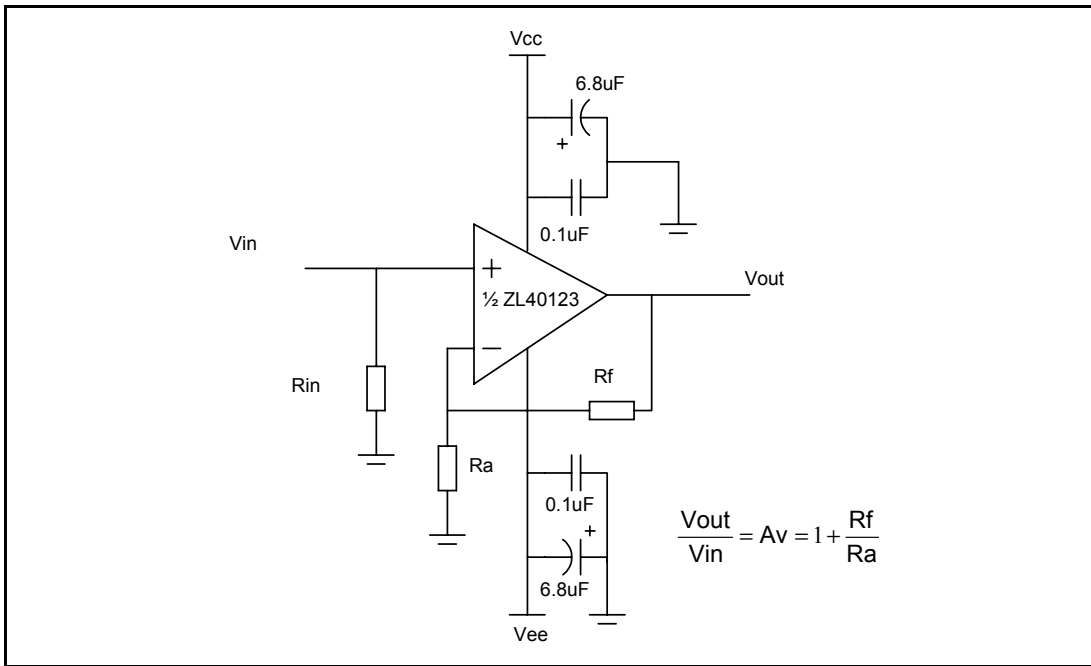 Vcc
6.8uF
+
0.1uF
Vin
+
½ ZL40123
Vout
−
Rf
Rin
Ra
0.1uF
+
6.8uF
Vee
Vout/Vin = Av = 1 + Rf/Ra